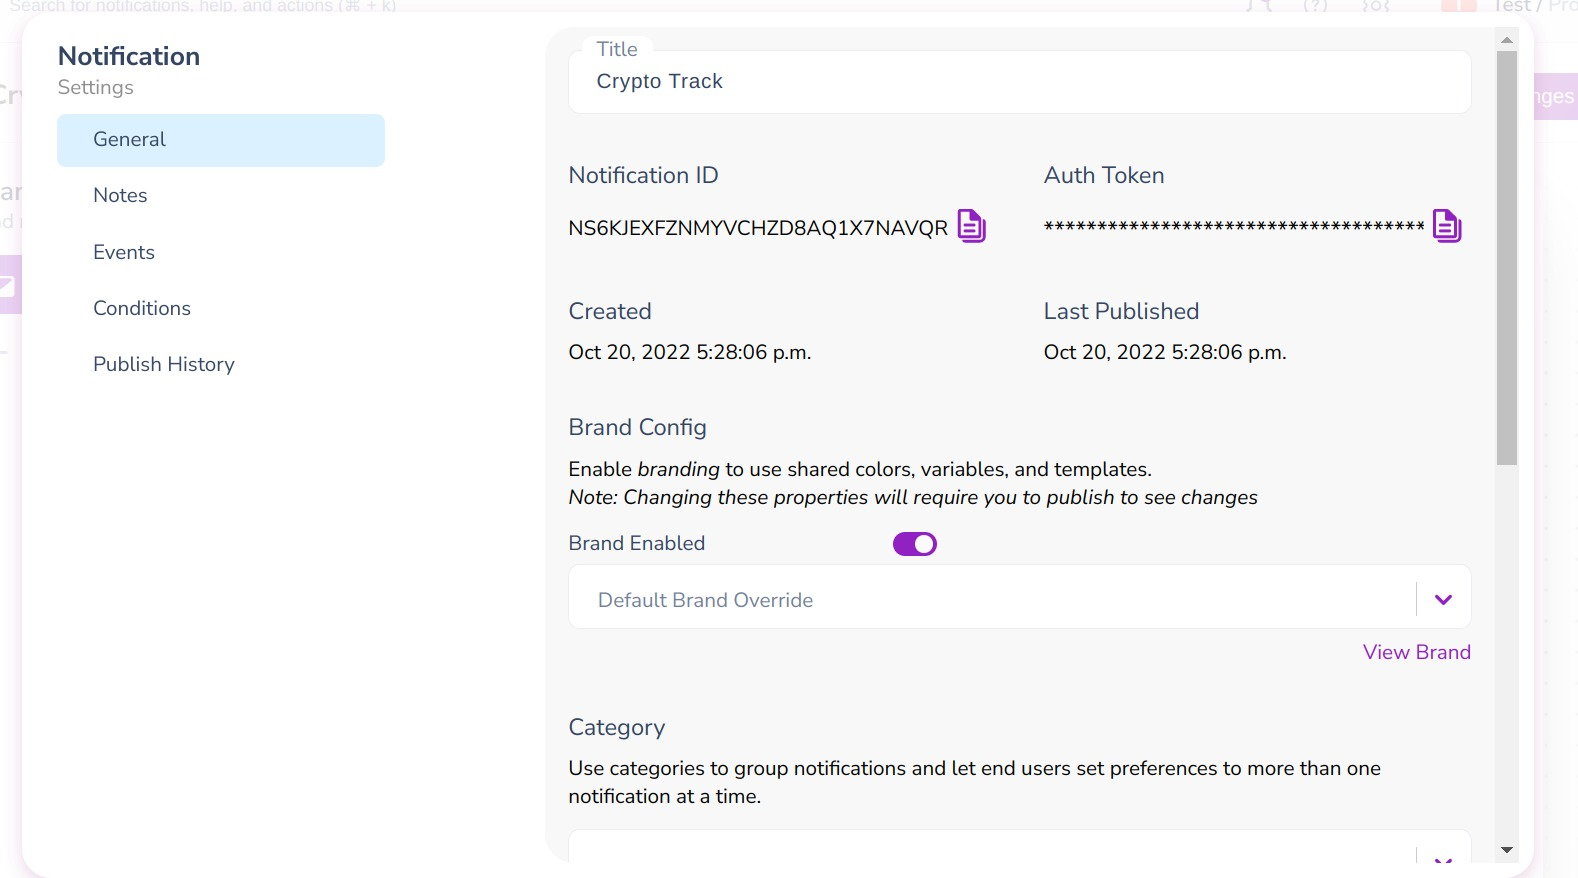 Search for notifications, help, and actions (⌘ + k)
Test / Pro
Notification
Settings
General
Notes
Events
Conditions
Publish History
Title
Crypto Track
Notification ID
Auth Token
NS6KJEXFZNMYVCHZD8AQ1X7NAVQR
************************************
Created
Last Published
Oct 20, 2022 5:28:06 p.m.
Oct 20, 2022 5:28:06 p.m.
Brand Config
Enable branding to use shared colors, variables, and templates.
Note: Changing these properties will require you to publish to see changes
Brand Enabled
Default Brand Override
View Brand
Category
Use categories to group notifications and let end users set preferences to more than one
notification at a time.